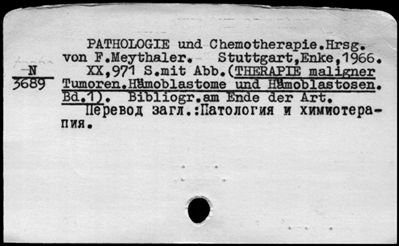 PATHOLOGIE und Chemotherapie.Hrsg.
von F.Meythaler. Stuttgart,Enke,1966.
N
3689
XX,971 S.mit Abb.(THERAPIE maligner
Tumoren.Hämoblastome und Hämoblastosen.
Bd.1). Bibliogr.am Ende der Art.
Перевод загл.:Патология и химиотера-
пия.